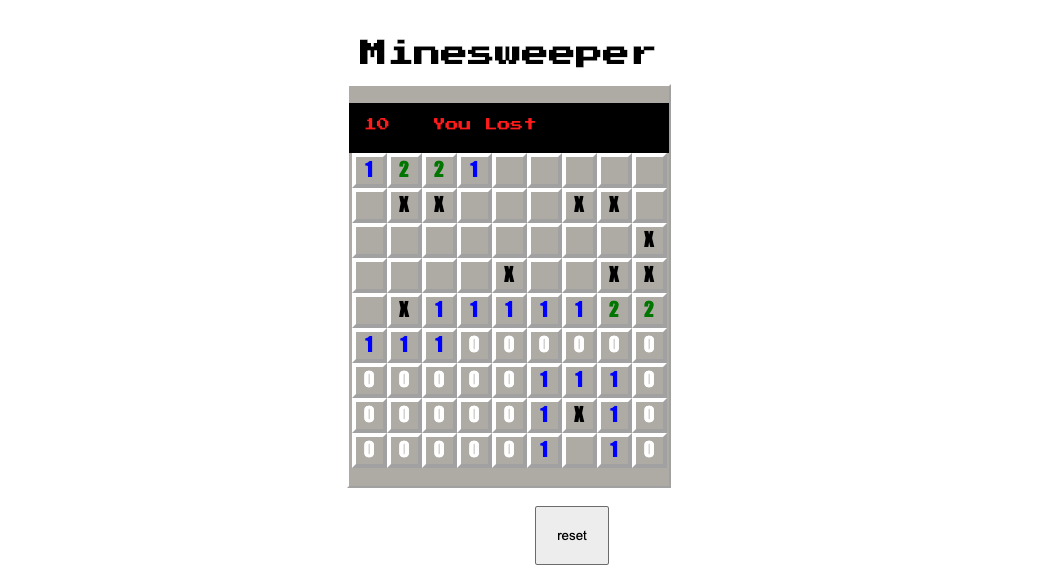 Minesweeper
10 You Lost
1 2 2 1
X X X X
X
X X X
X 1 1 1 1 1 2 2
1 1 1 0 0 0 0 0 0
0 0 0 0 0 1 1 1 0
0 0 0 0 0 1 X 1 0
0 0 0 0 0 1 1 0
reset